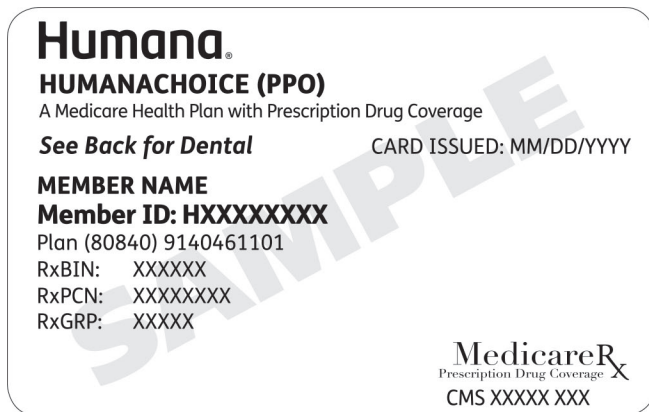 Humana®
HUMANACHOICE (PPO)
A Medicare Health Plan with Prescription Drug Coverage
See Back for Dental CARD ISSUED: MM/DD/YYYY
MEMBER NAME
Member ID: HXXXXXXXX
Plan (80840) 9140461101
RxBIN: XXXXXX
RxPCN: XXXXXXXX
RxGRP: XXXXX
SAMPLE
MedicareRx
Prescription Drug Coverage
CMS XXXXX XXX